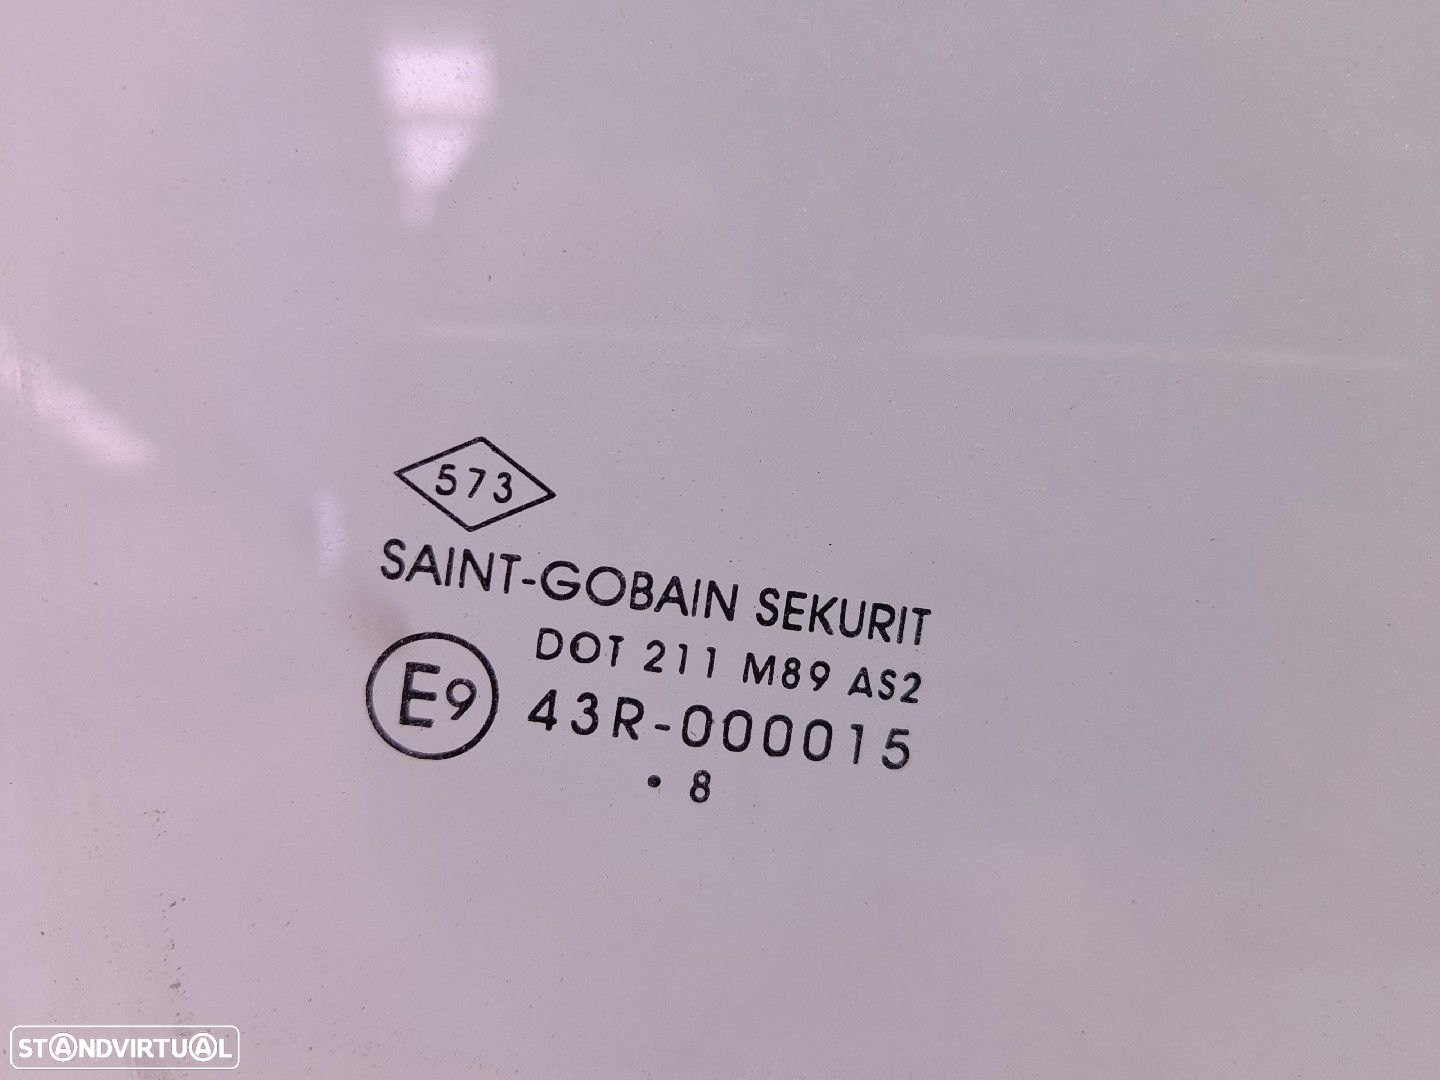 573
SAINT-GOBAIN SEKURIT
DOT 211 M89 AS2
E9 43R-000015
. 8
STANDVIRTUAL